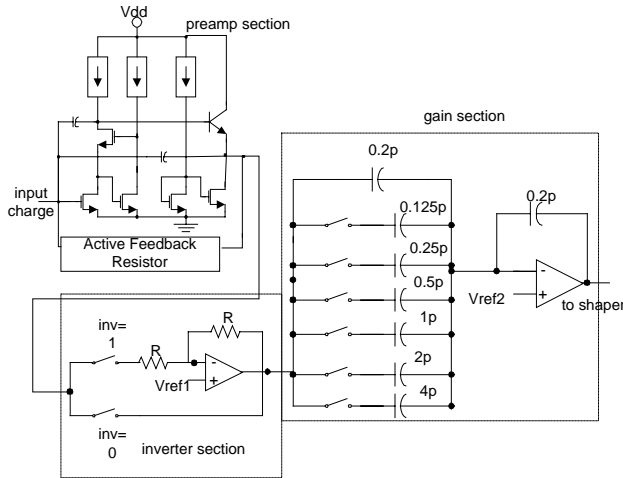 Vdd
preamp section
gain section
0.2p
0.125p
0.2p
input
charge
0.25p
Active Feedback
Resistor
0.5p
Vref2
to shaper
1p
inv=
1
R
R
2p
Vref1
4p
inv=
0
inverter section
-
+
-
+